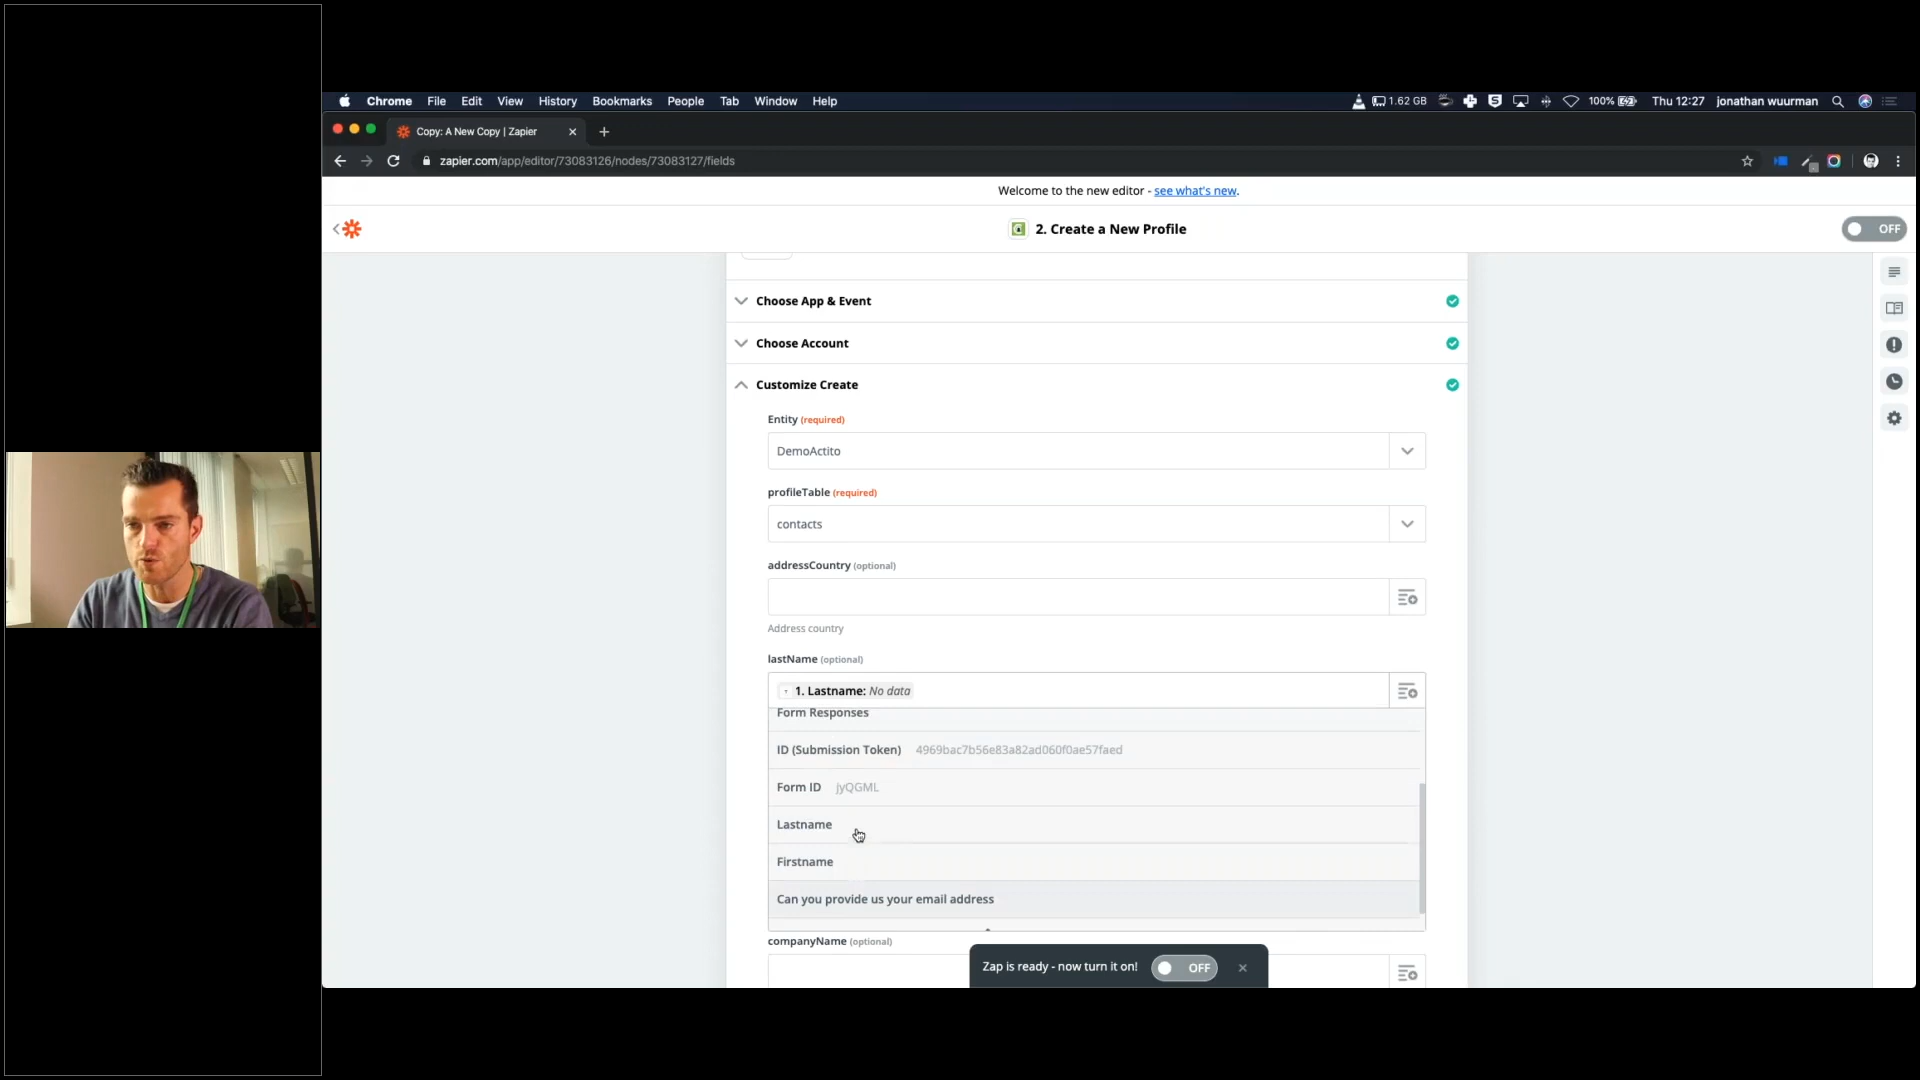 Chrome File Edit View History Bookmarks People Tab Window Help 1.62 GB 100% Thu 12:27 jonathan wuurman
Copy: A New Copy | Zapier
zapier.com/app/editor/73083126/nodes/73083127/fields
Welcome to the new editor - see what's new.
2. Create a New Profile
OFF
Choose App & Event
Choose Account
Customize Create
Entity (required)
DemoActito
profileTable (required)
contacts
addressCountry (optional)
Address country
lastName (optional)
1. Lastname: No data
Form Responses
ID (Submission Token) 4969bac7b56e83a82ad060f0ae57faed
Form ID jyQGML
Lastname
Firstname
Can you provide us your email address
companyName (optional)
Zap is ready - now turn it on! OFF